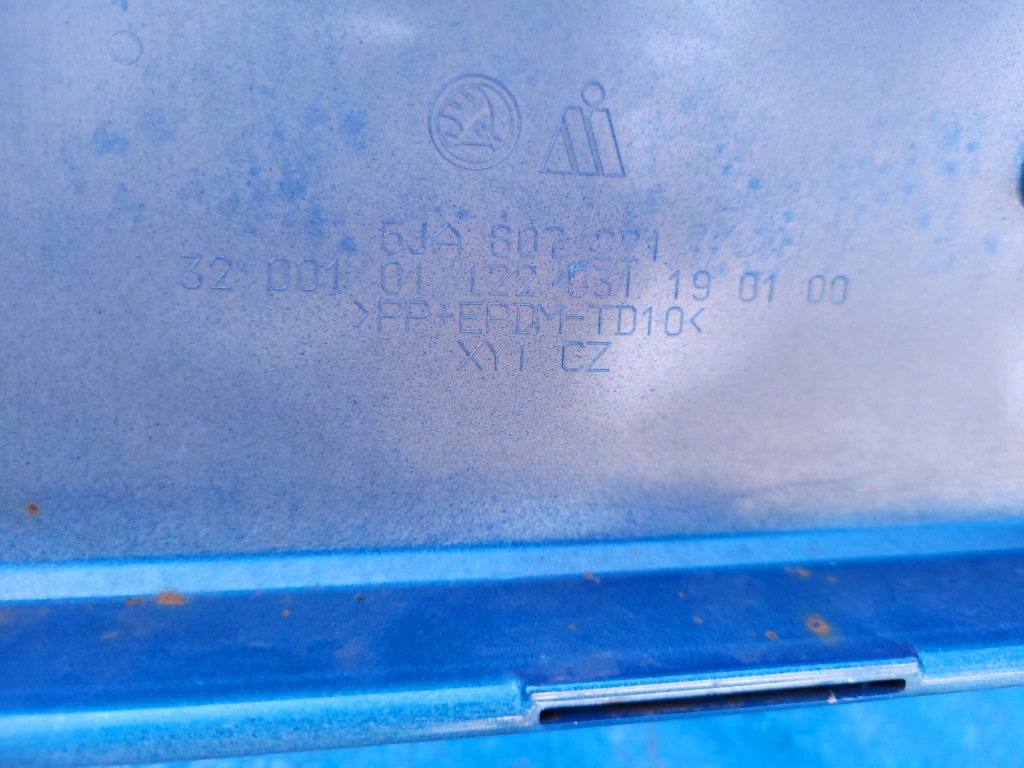 5JA 807 221
32 001 01 122 031 19 01 00
>PP+EPDM-TD10<
XY1 CZ